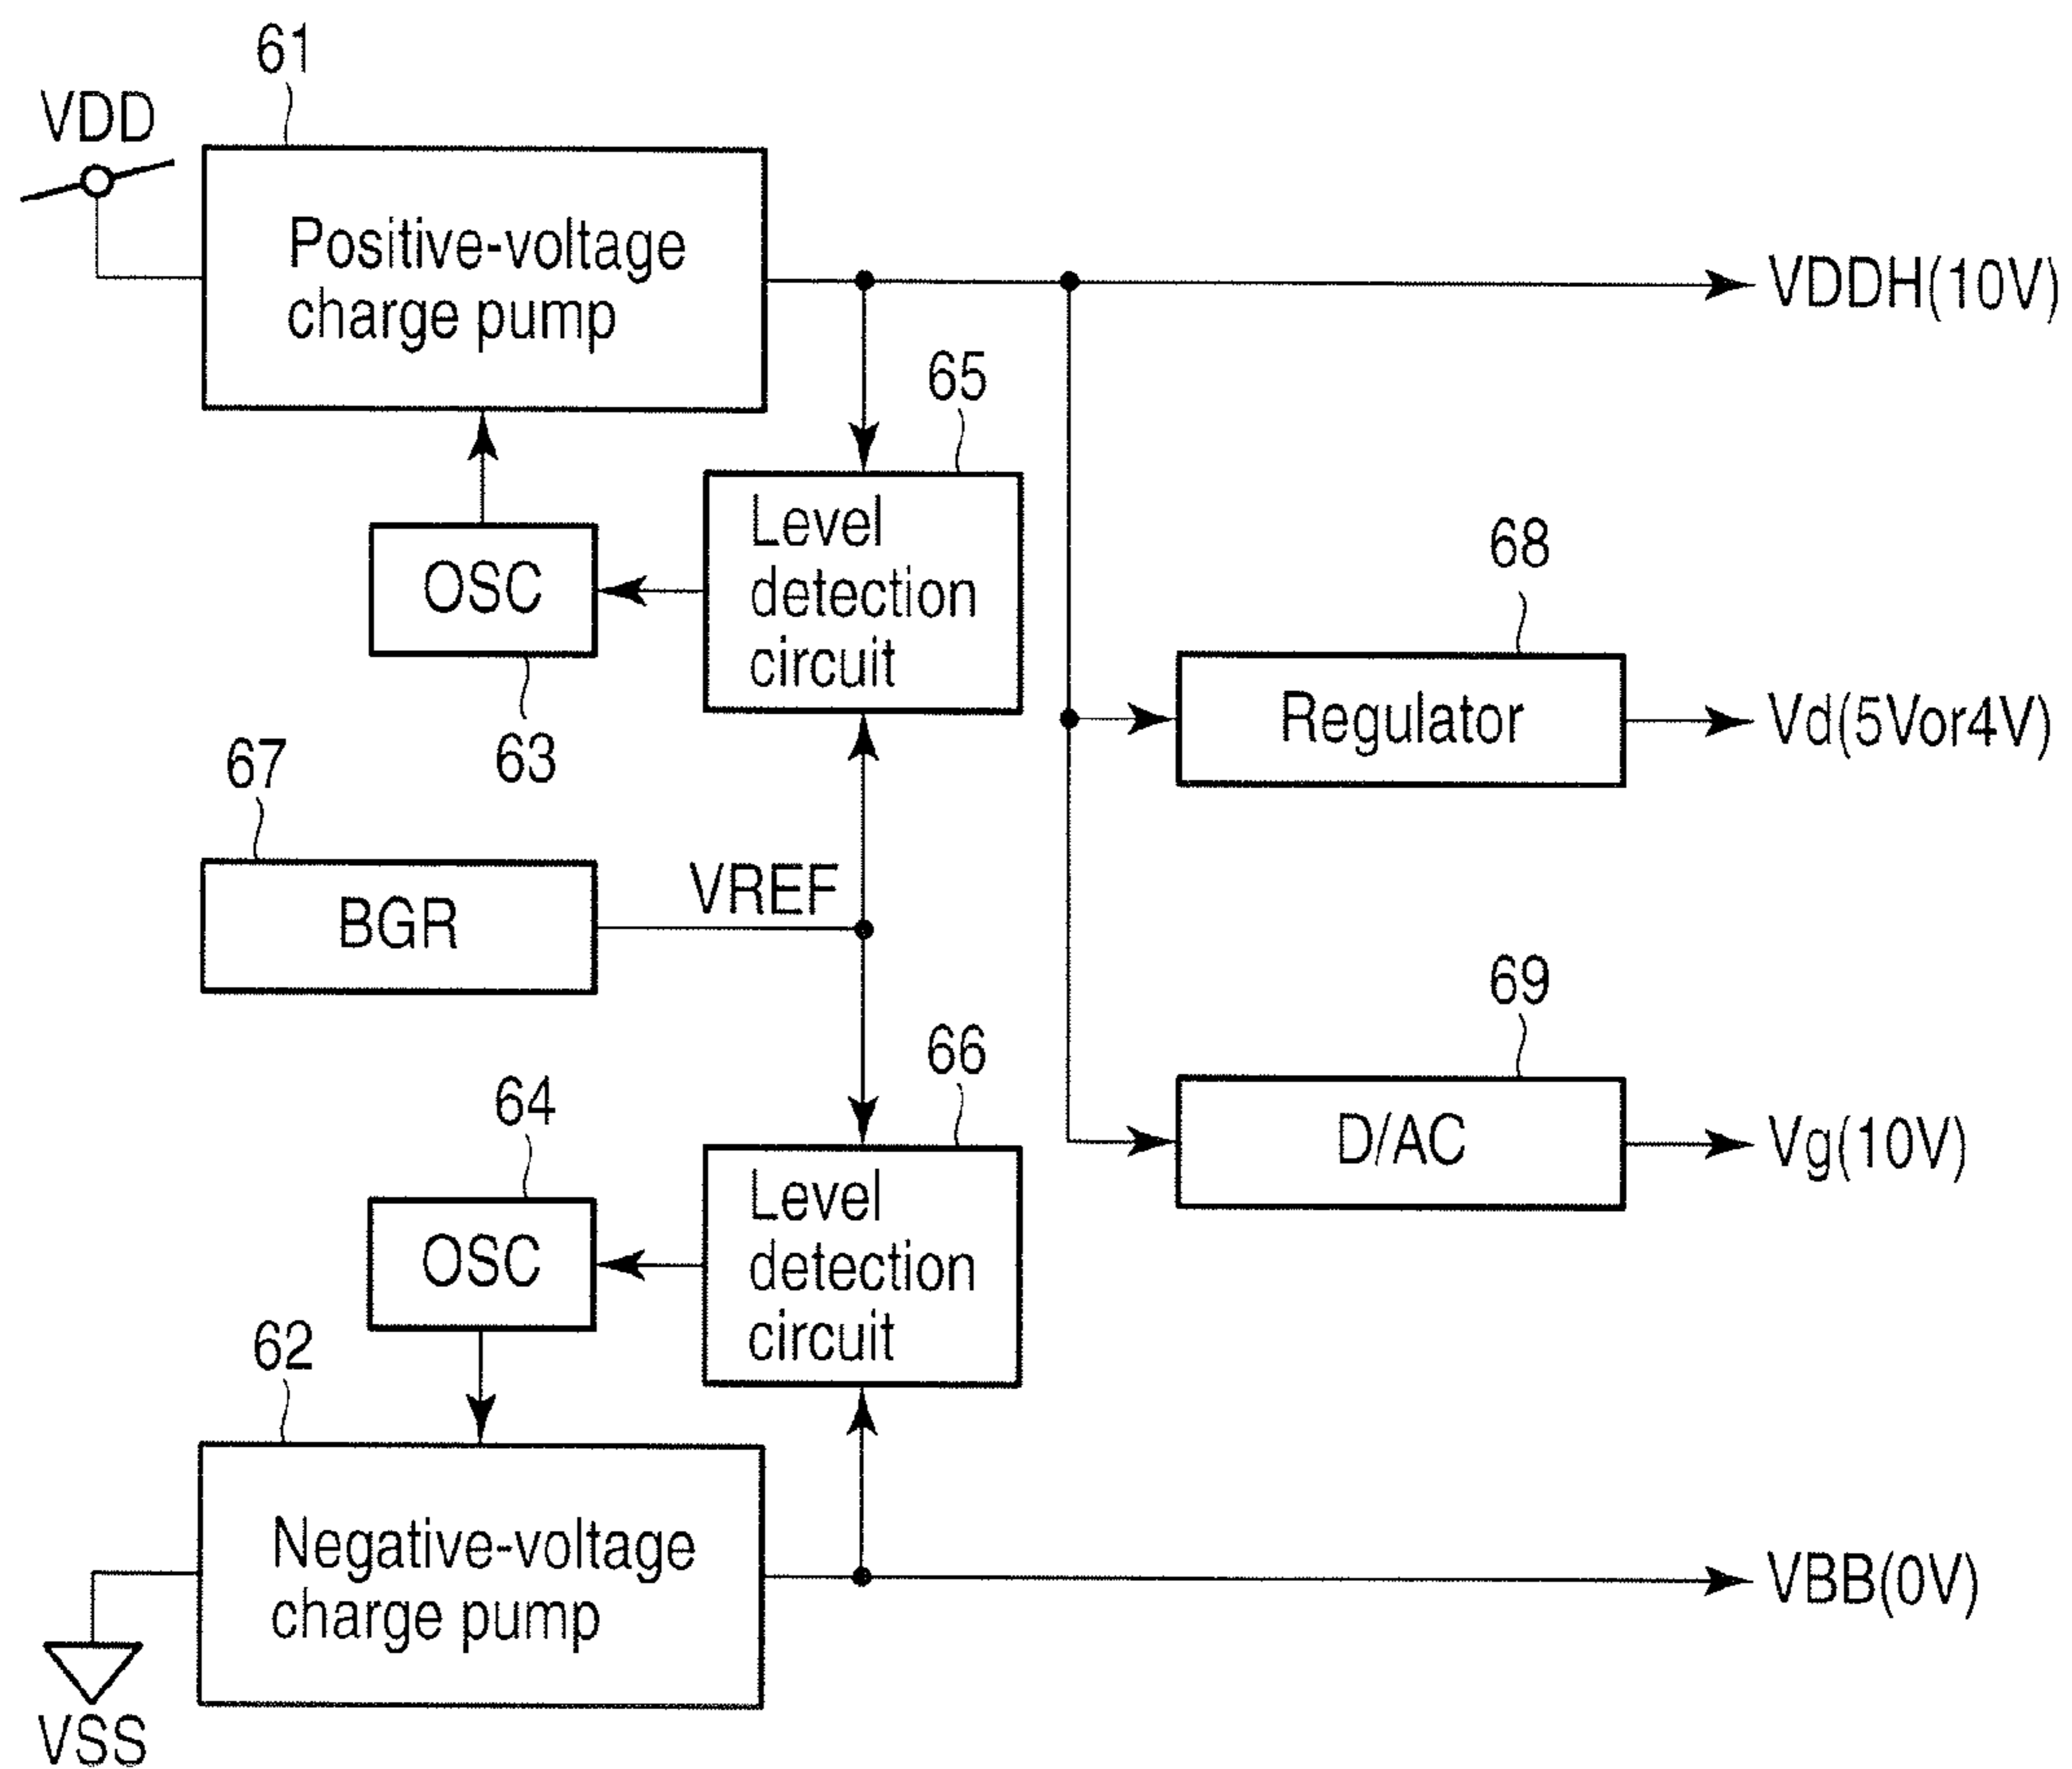 61
VDD
Positive-voltage
charge pump
VDDH(10V)
65
Level
detection
circuit
OSC
63
68
Regulator
Vd(5Vor4V)
67
BGR
VREF
69
D/AC
Vg(10V)
66
64
Level
detection
circuit
OSC
62
Negative-voltage
charge pump
VBB(0V)
VSS